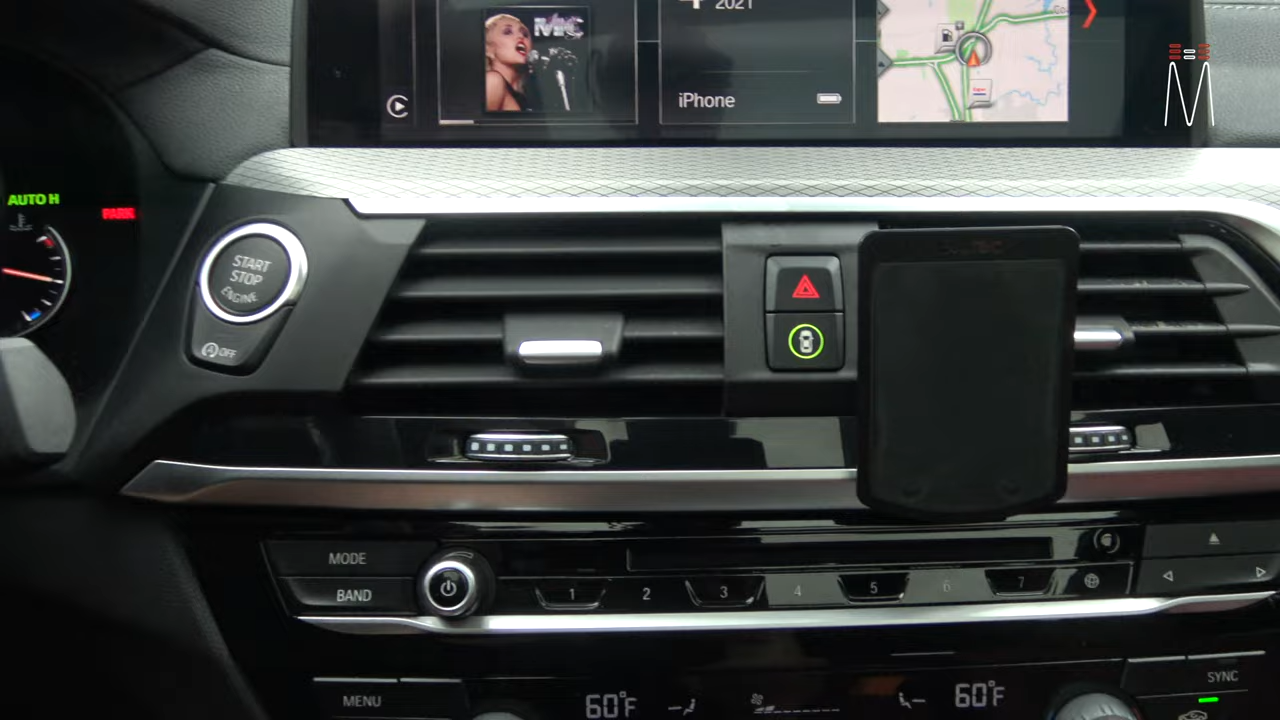 2021
iPhone
AUTO H
PARK
START
STOP
ENGINE
A OFF
MODE
BAND
1 2 3 4 5 6 7
MENU
60°F
60°F
SYNC